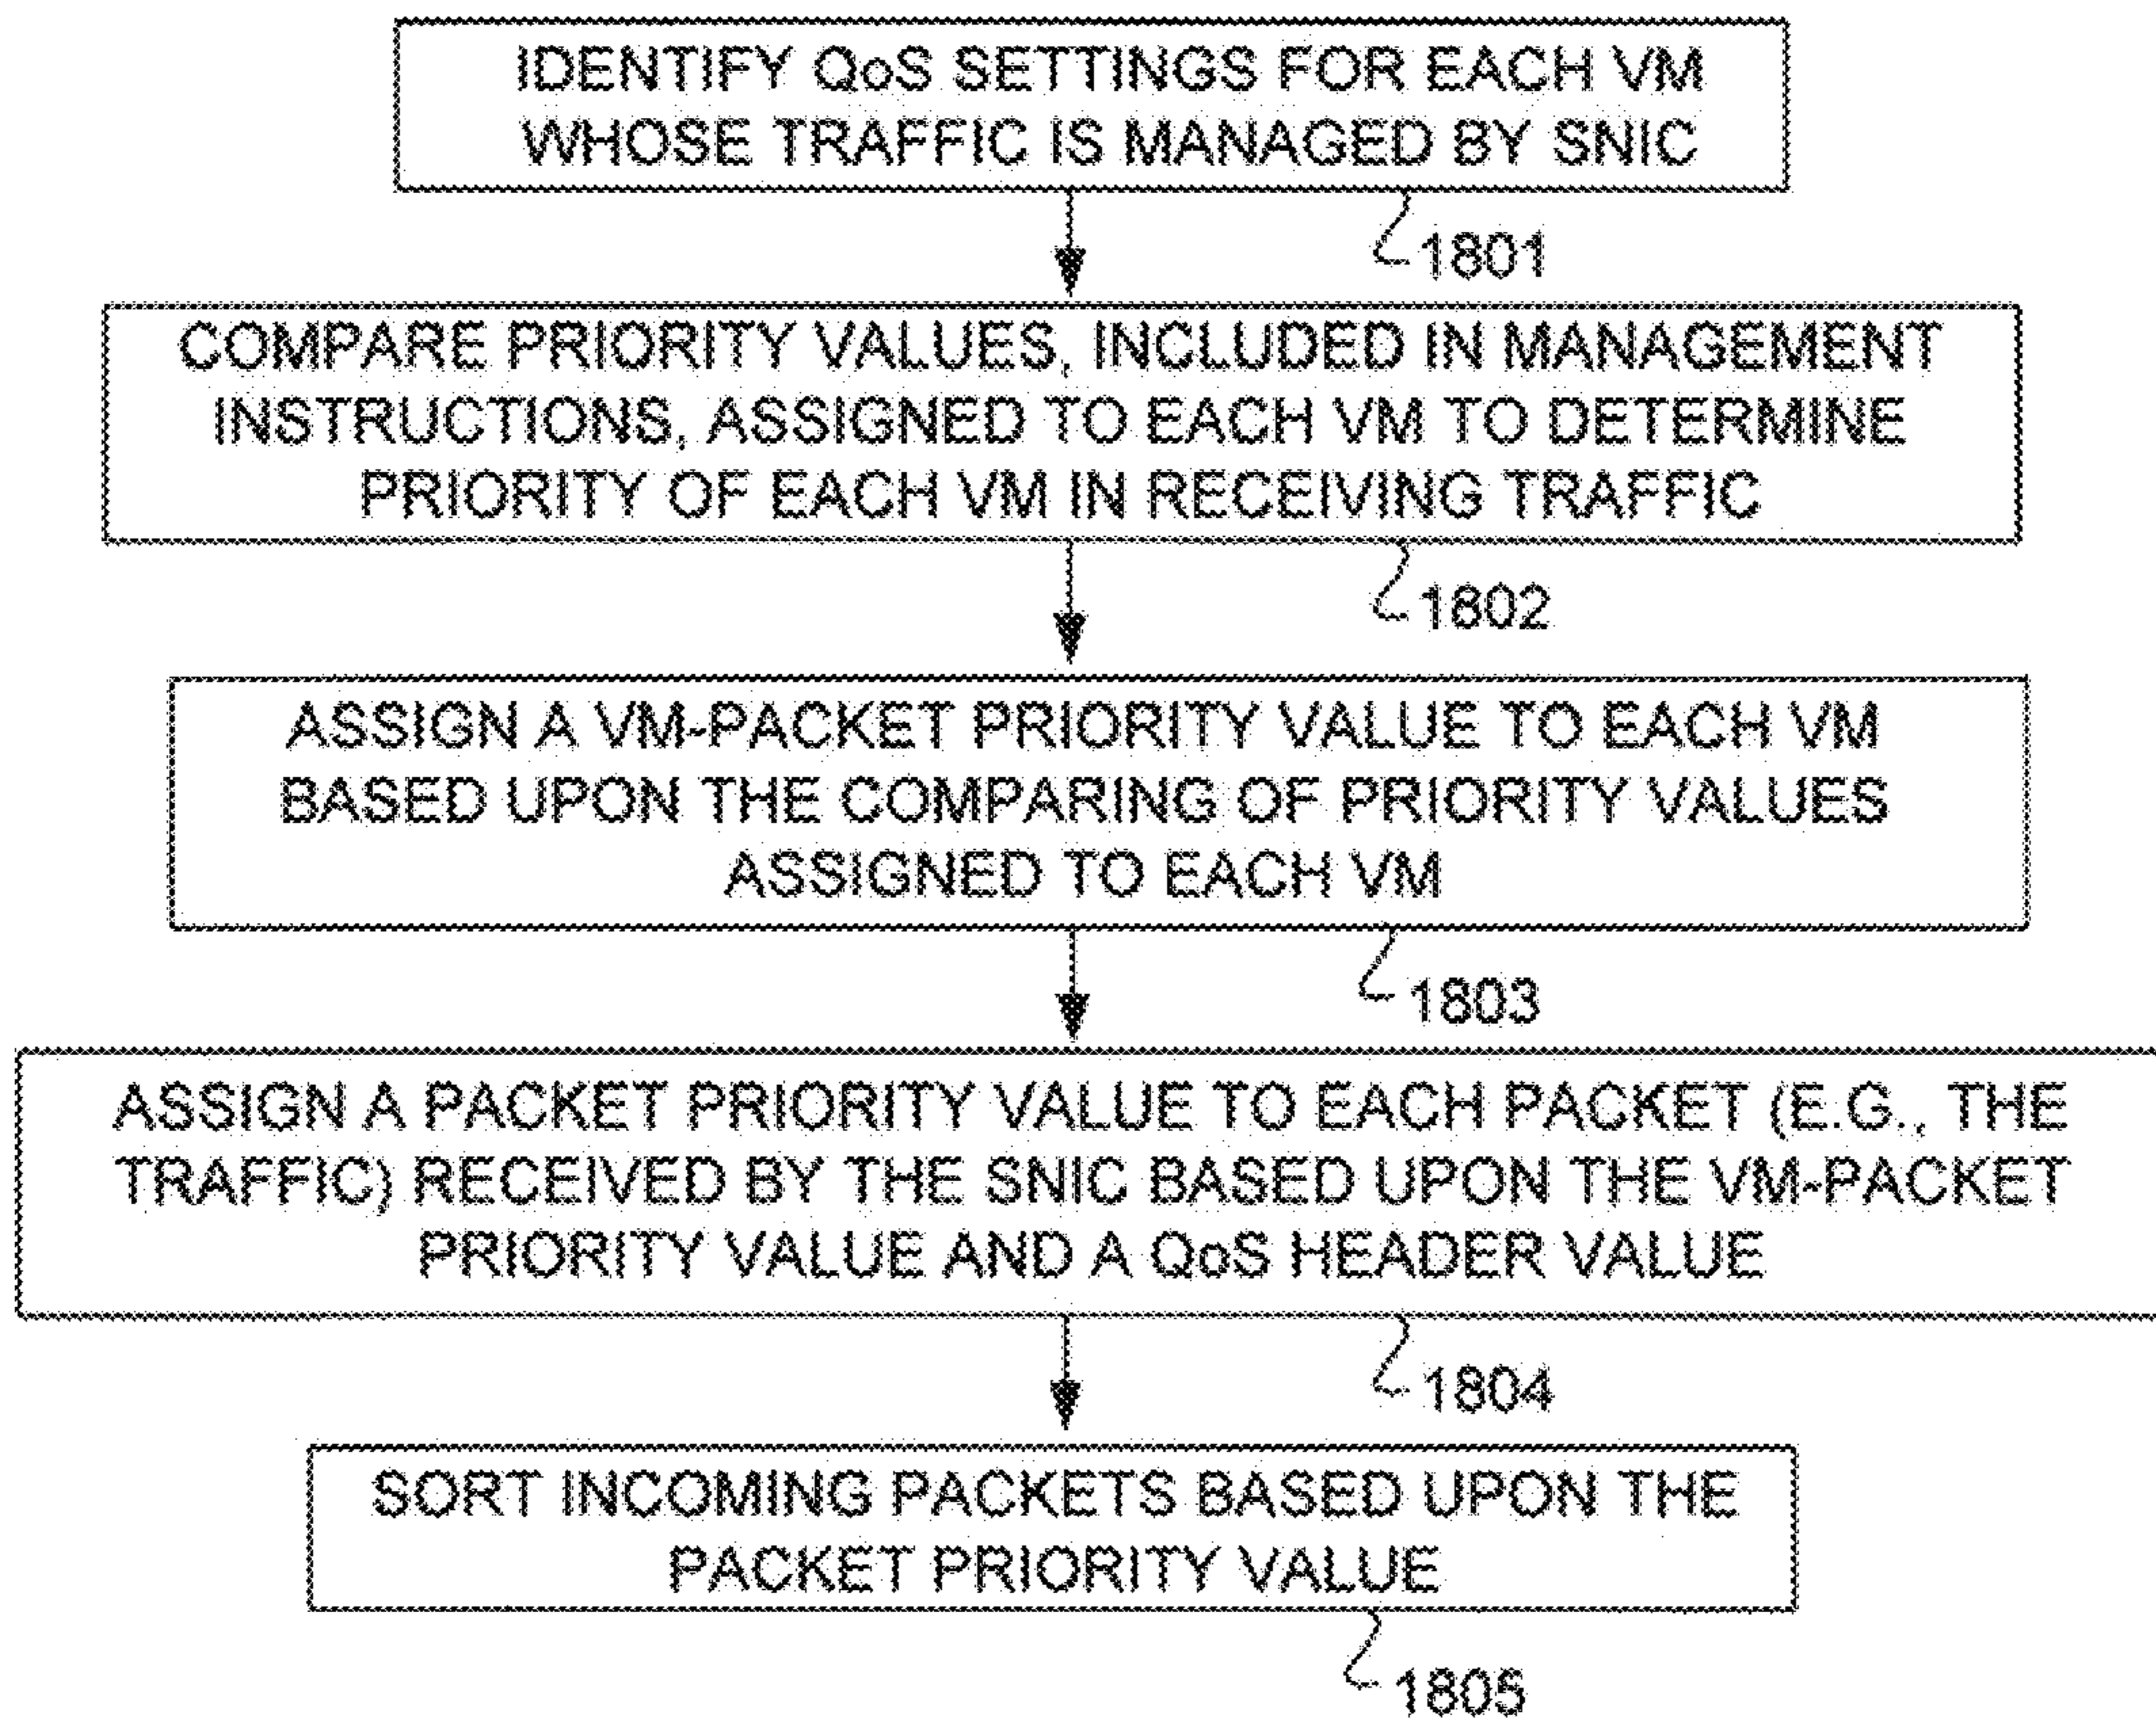 IDENTIFY QoS SETTINGS FOR EACH VM
WHOSE TRAFFIC IS MANAGED BY SNIC
1801
COMPARE PRIORITY VALUES, INCLUDED IN MANAGEMENT
INSTRUCTIONS, ASSIGNED TO EACH VM TO DETERMINE
PRIORITY OF EACH VM IN RECEIVING TRAFFIC
1802
ASSIGN A VM-PACKET PRIORITY VALUE TO EACH VM
BASED UPON THE COMPARING OF PRIORITY VALUES
ASSIGNED TO EACH VM
1803
ASSIGN A PACKET PRIORITY VALUE TO EACH PACKET (E.G., THE
TRAFFIC) RECEIVED BY THE SNIC BASED UPON THE VM-PACKET
PRIORITY VALUE AND A QoS HEADER VALUE
1804
SORT INCOMING PACKETS BASED UPON THE
PACKET PRIORITY VALUE
1805